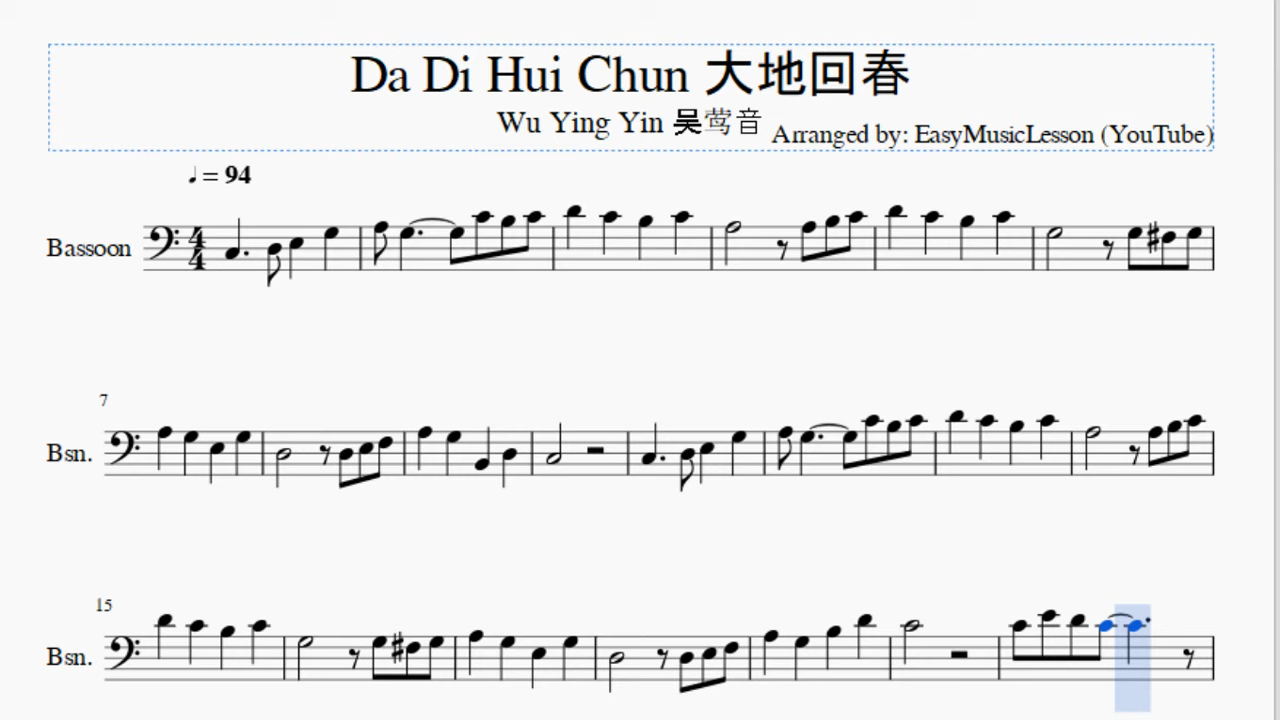 Da Di Hui Chun 大地回春
Wu Ying Yin 吴莺音
Arranged by: EasyMusicLesson (YouTube)
♩ = 94
Bassoon
4
4
7
Bsn.
15
Bsn.